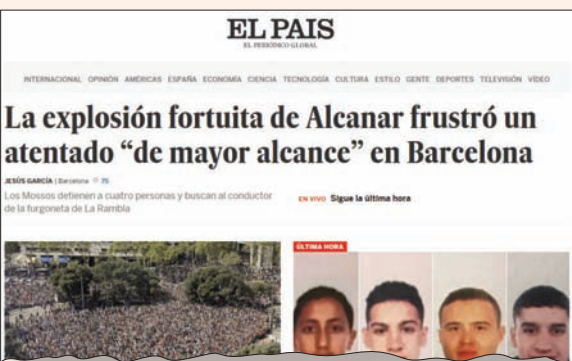 EL PAIS
EL PERIÓDICO GLOBAL
INTERNACIONAL OPINIÓN AMÉRICAS ESPAÑA ECONOMÍA CIENCIA TECNOLOGÍA CULTURA ESTILO GENTE DEPORTES TELEVISIÓN VÍDEO
La explosión fortuita de Alcanar frustró un
atentado “de mayor alcance” en Barcelona
JESÚS GARCÍA | Barcelona 75
Los Mossos detienen a cuatro personas y buscan al conductor
de la furgoneta de La Rambla
EN VIVO Sigue la última hora
ÚLTIMA HORA